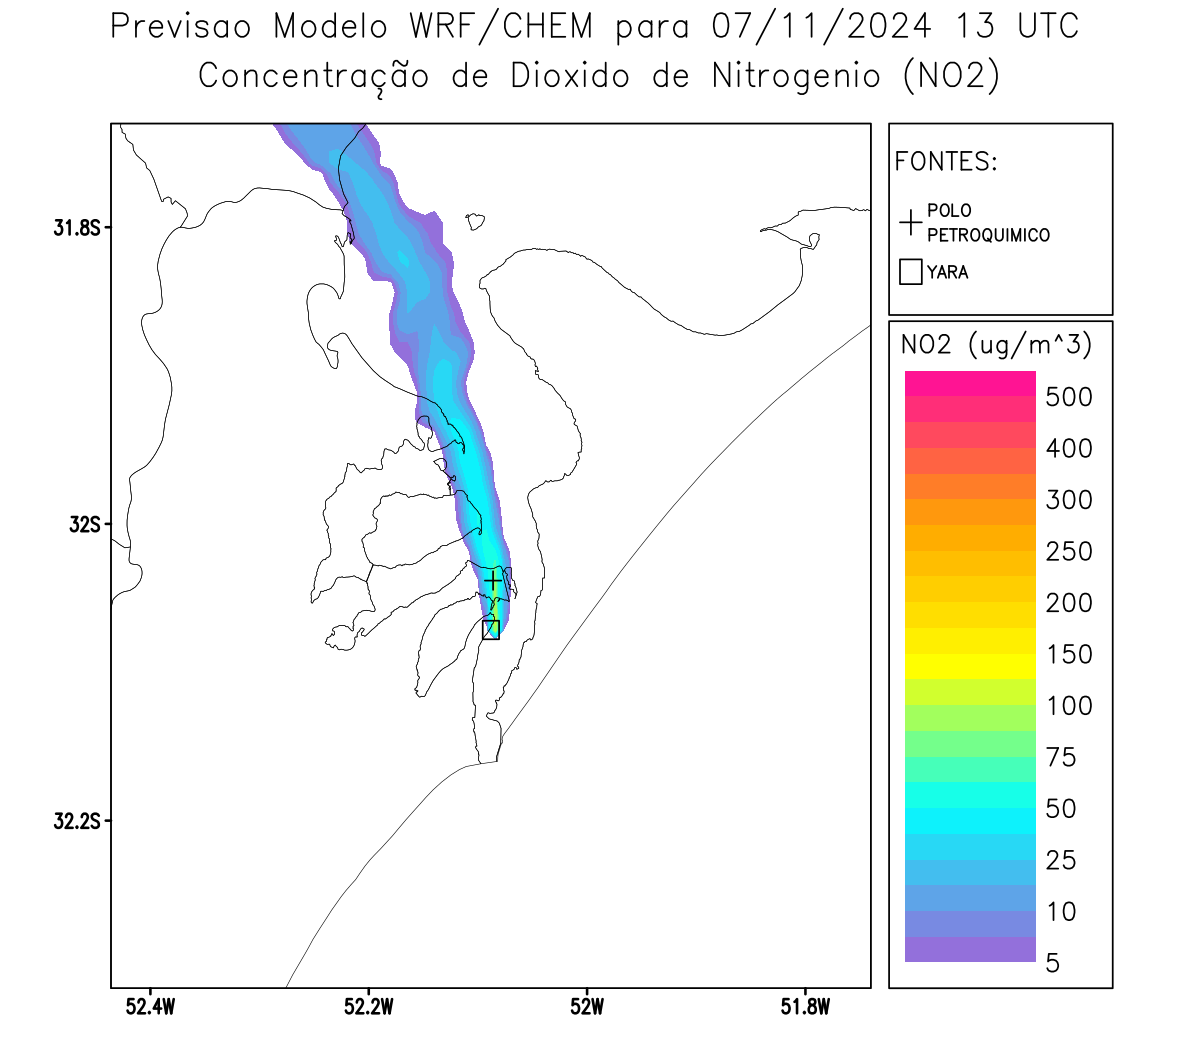 Previsao Modelo WRF/CHEM para 07/11/2024 13 UTC
Concentração de Dioxido de Nitrogenio (NO2)
FONTES:
POLO
PETROQUIMICO
YARA
31.8S
32S
32.2S
52.4W
52.2W
52W
51.8W
NO2 (ug/m^3)
500
400
300
250
200
150
100
75
50
25
10
5